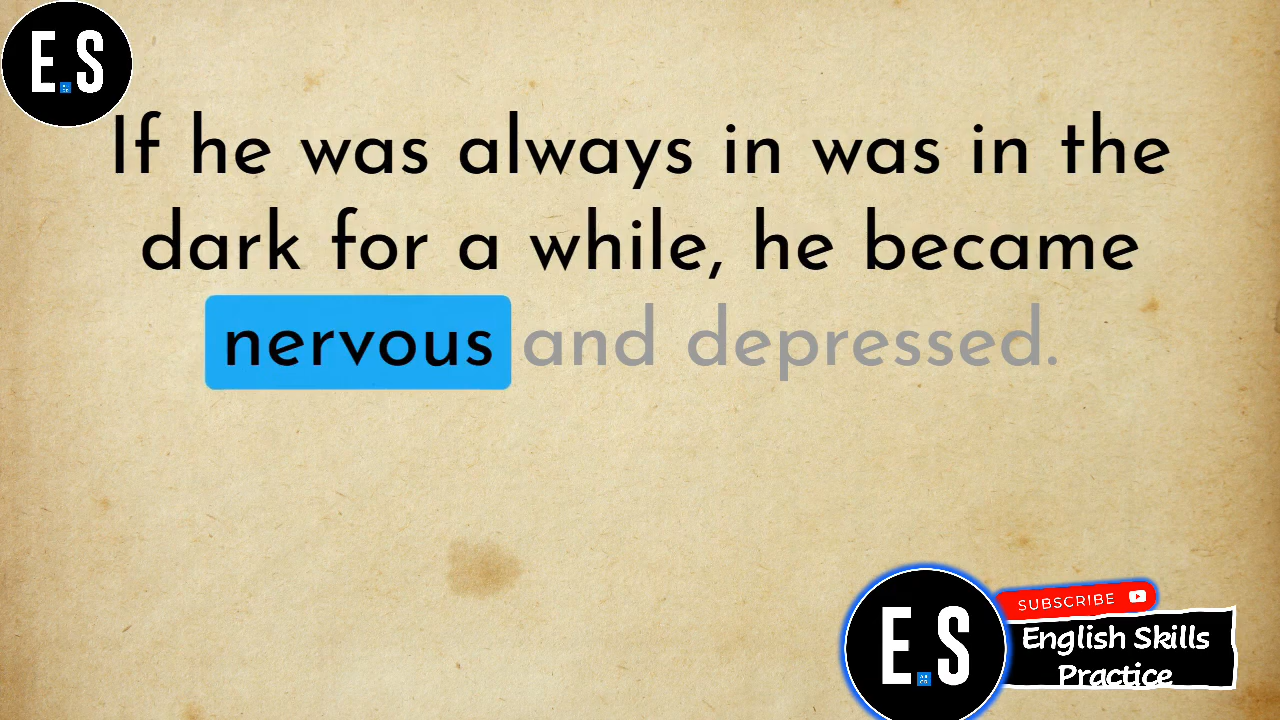 E.S
If he was always in was in the
dark for a while, he became
nervous and depressed.
SUBSCRIBE
E.S
English Skills
Practice